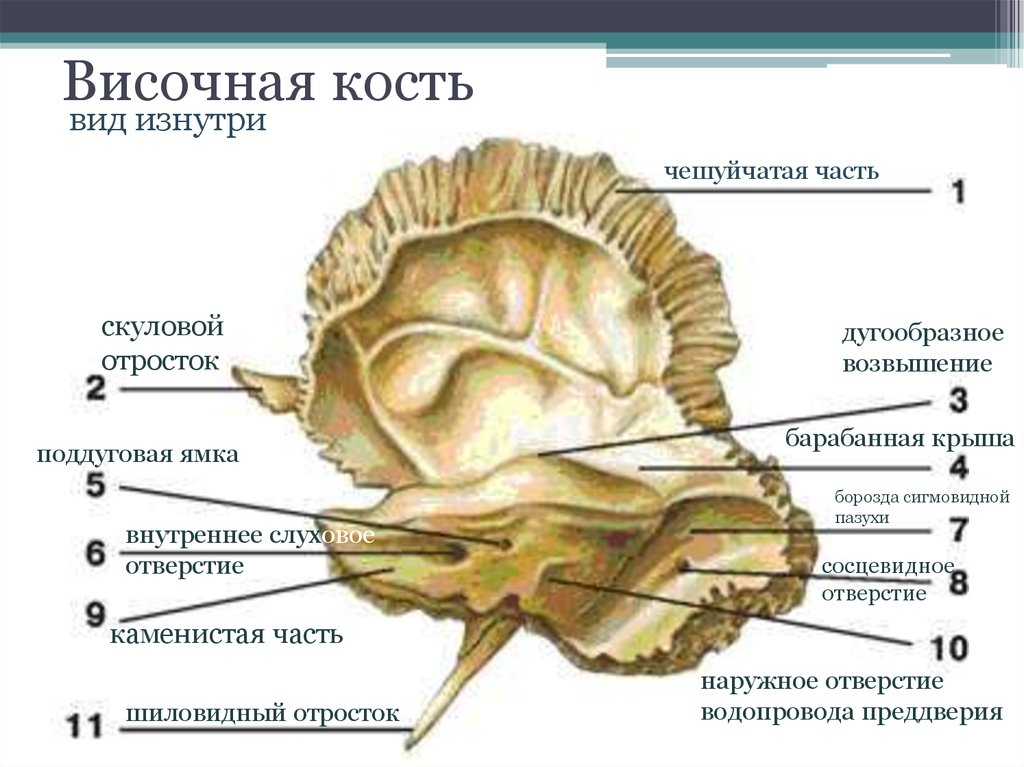 Височная кость
вид изнутри
чешуйчатая часть
1
скуловой
отросток
2
дугообразное
возвышение
3
барабанная крыша
4
поддуговая ямка
5
борозда сигмовидной
пазухи
7
внутреннее слуховое
отверстие
6
сосцевидное
отверстие
8
9
каменистая часть
10
наружное отверстие
водопровода преддверия
шиловидный отросток
11